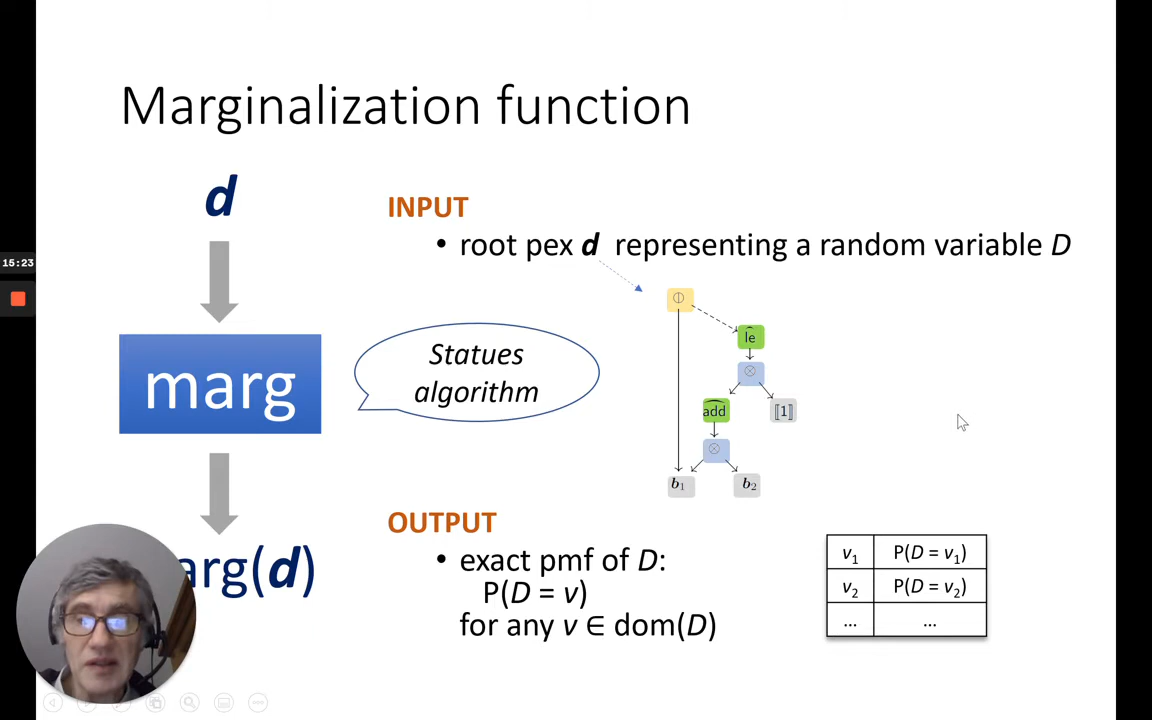 Marginalization function
d
INPUT
• root pex d representing a random variable D
15:23
⦶
le
⊗
marg
Statues
algorithm
add
⟦1⟧
⊗
b1
b2
OUTPUT
• exact pmf of D:
P(D = v)
for any v ∈ dom(D)
arg(d)
v1 P(D = v1)
v2 P(D = v2)
... ...